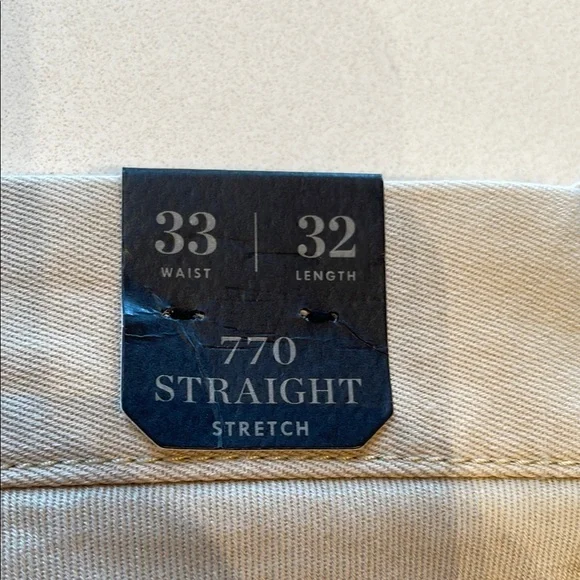 33 | 32
WAIST LENGTH
770
STRAIGHT
STRETCH